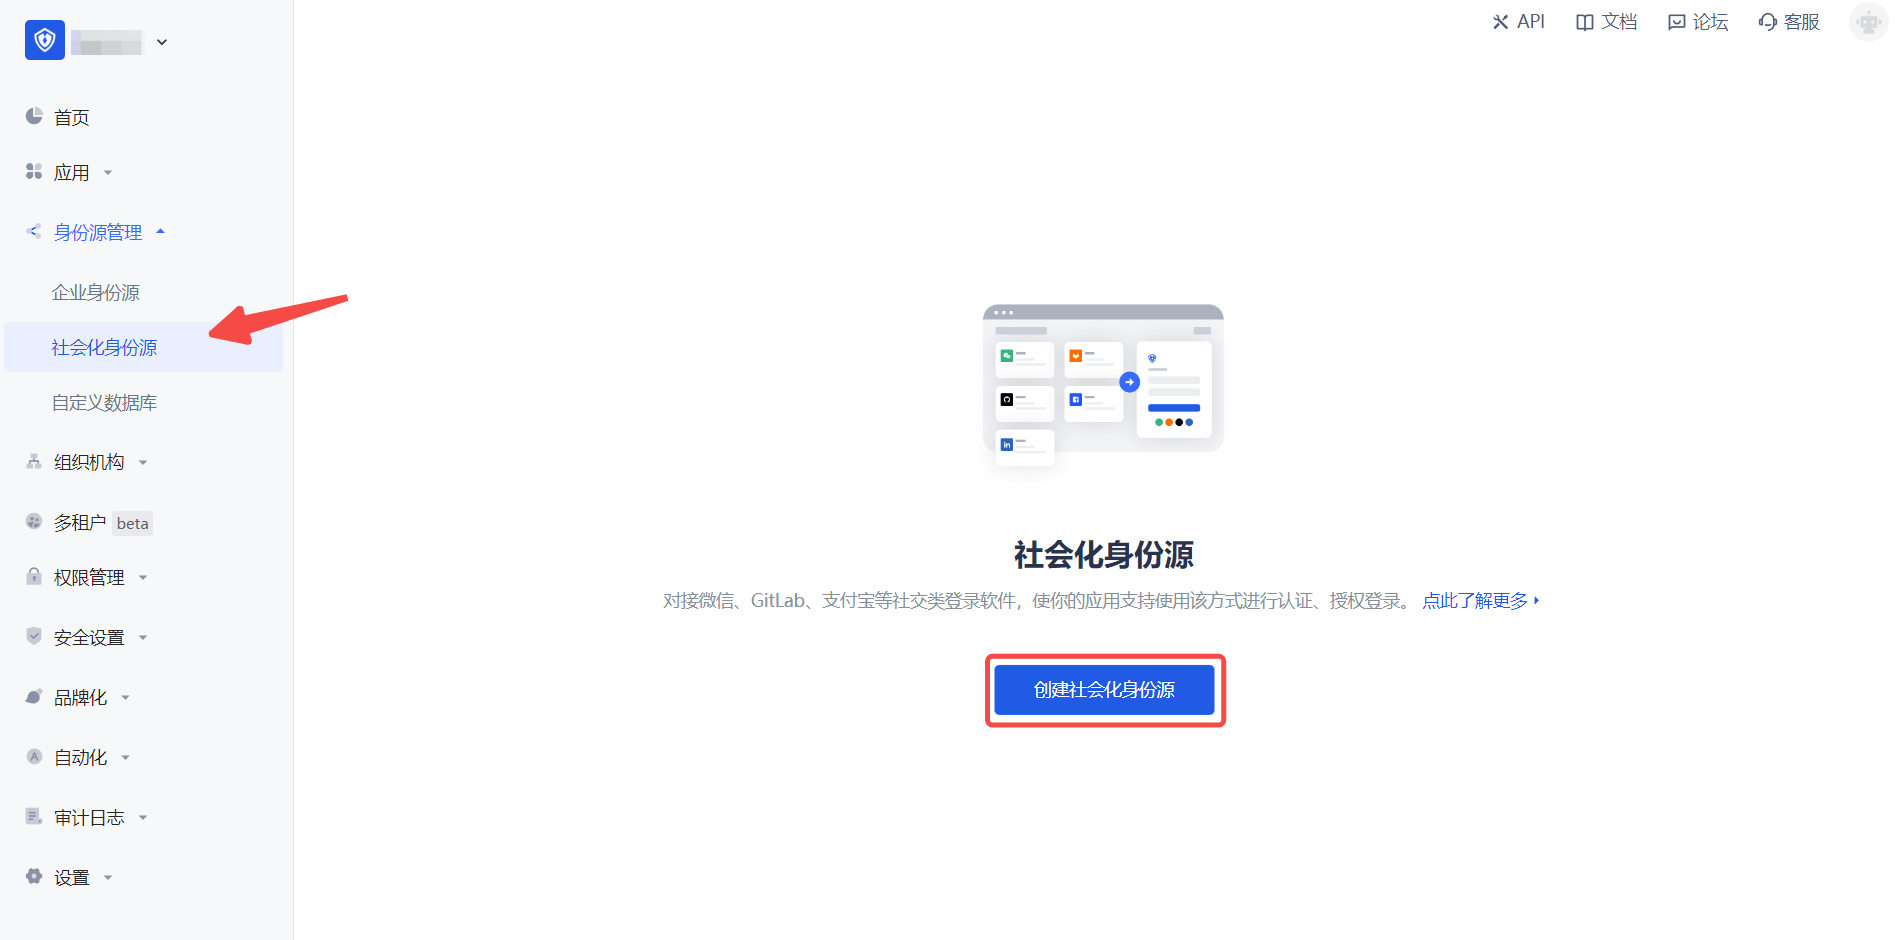 API
文档
论坛
客服
首页
应用
身份源管理
企业身份源
社会化身份源
自定义数据库
组织机构
多租户 beta
权限管理
安全设置
品牌化
自动化
审计日志
设置
社会化身份源
对接微信、GitLab、支付宝等社交类登录软件，使你的应用支持使用该方式进行认证、授权登录。 点此了解更多
创建社会化身份源